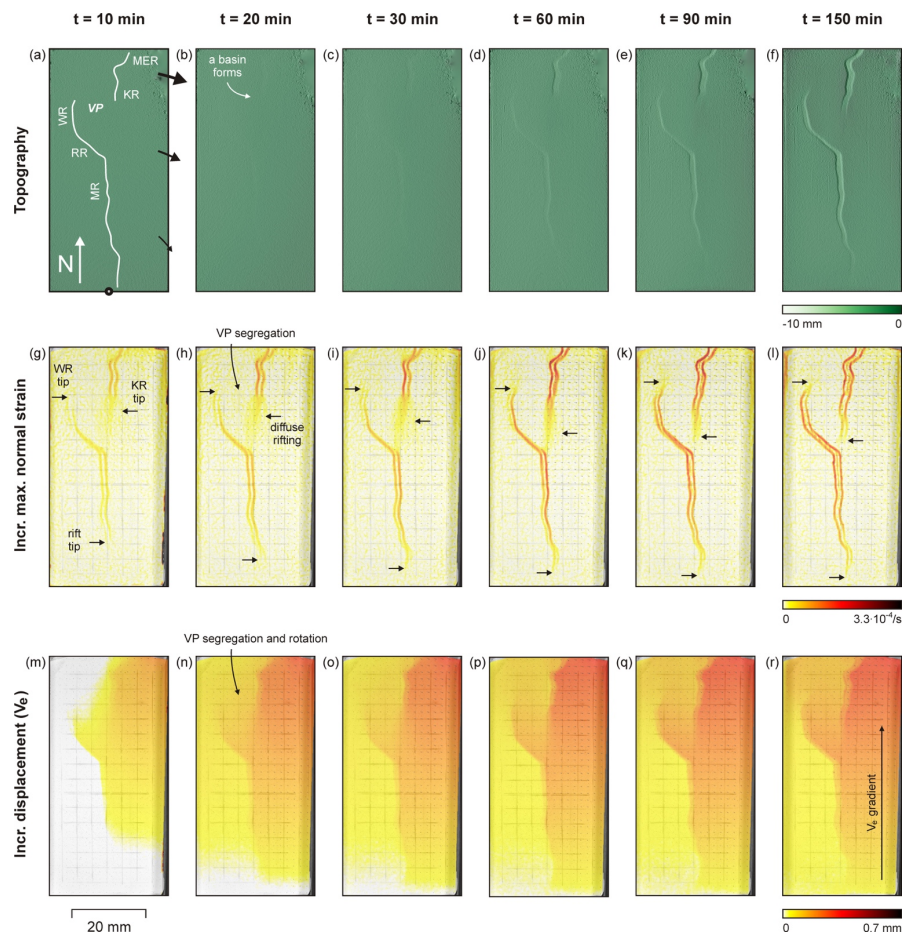 t = 10 min t = 20 min t = 30 min t = 60 min t = 90 min t = 150 min
Topography
(a) (b) (c) (d) (e) (f)
MER
a basin
forms
KR
VP
WR
RR
MR
N
-10 mm 0
Incr. max. normal strain
VP segregation
(g) (h) (i) (j) (k) (l)
WR
tip
KR
tip
diffuse
rifting
rift
tip
0 3.3·10⁻⁴/s
Incr. displacement (Vₑ)
VP segregation and rotation
(m) (n) (o) (p) (q) (r)
Vₑ gradient
20 mm
0 0.7 mm